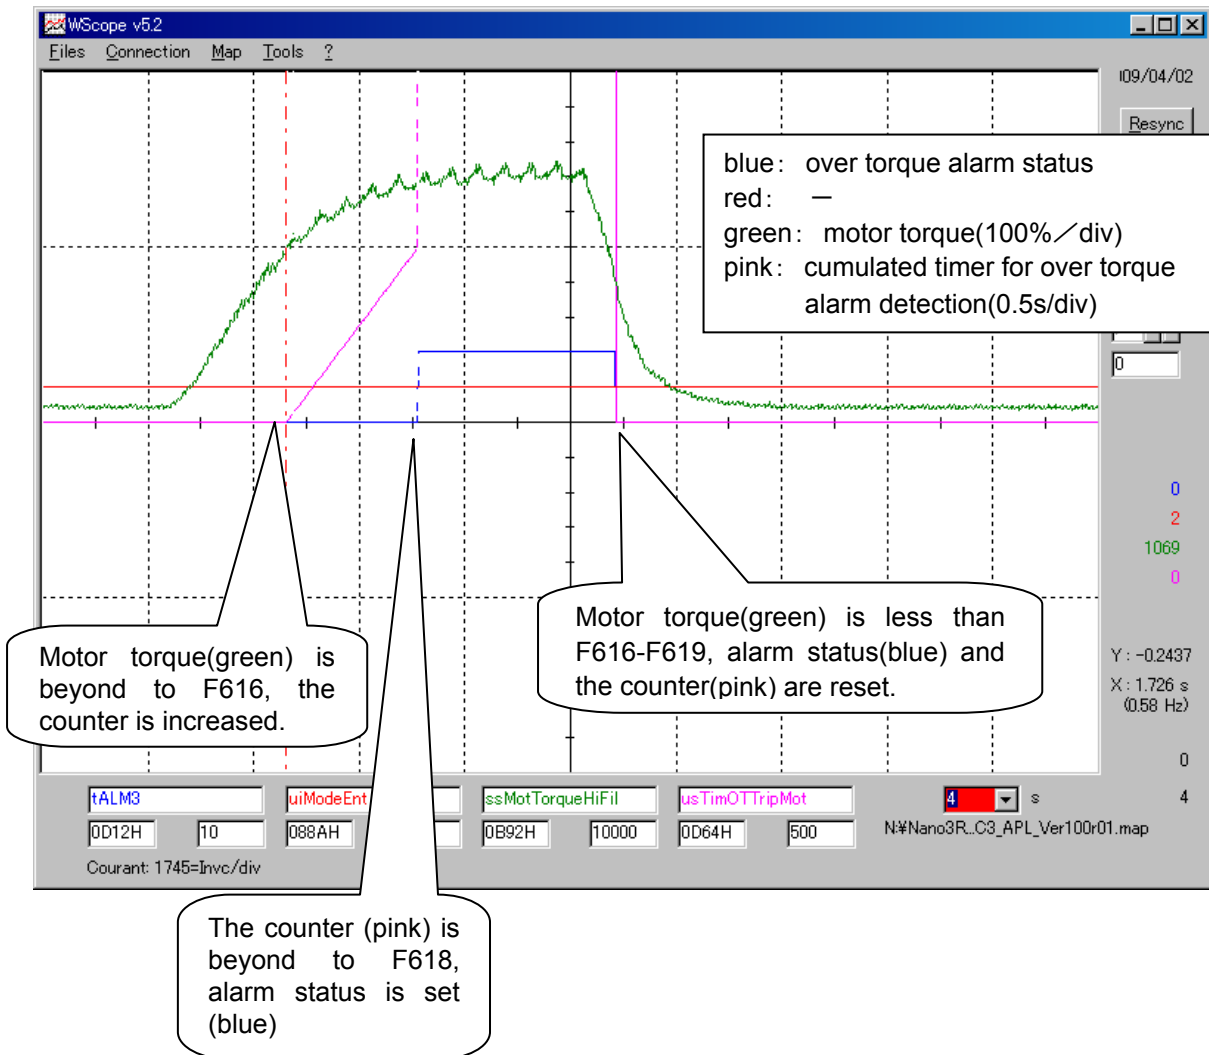 WScope v5.2
Files Connection Map Tools ?
09/04/02
Resync
blue: over torque alarm status
red: —
green: motor torque(100%／div)
pink: cumulated timer for over torque
alarm detection(0.5s/div)
0
0
2
1069
0
Motor torque(green) is
beyond to F616, the
counter is increased.
Motor torque(green) is less than
F616-F619, alarm status(blue) and
the counter(pink) are reset.
Y : -0.2437
X : 1.726 s
(0.58 Hz)
0
tALM3 uiModeEnt ssMotTorqueHiFil usTimOTTripMot 4 s 4
0D12H 10 088AH 0B92H 10000 0D64H 500 N:¥Nano3R...C3_APL_Ver100r01.map
Courant: 1745=Invc/div
The counter (pink) is
beyond to F618,
alarm status is set
(blue)